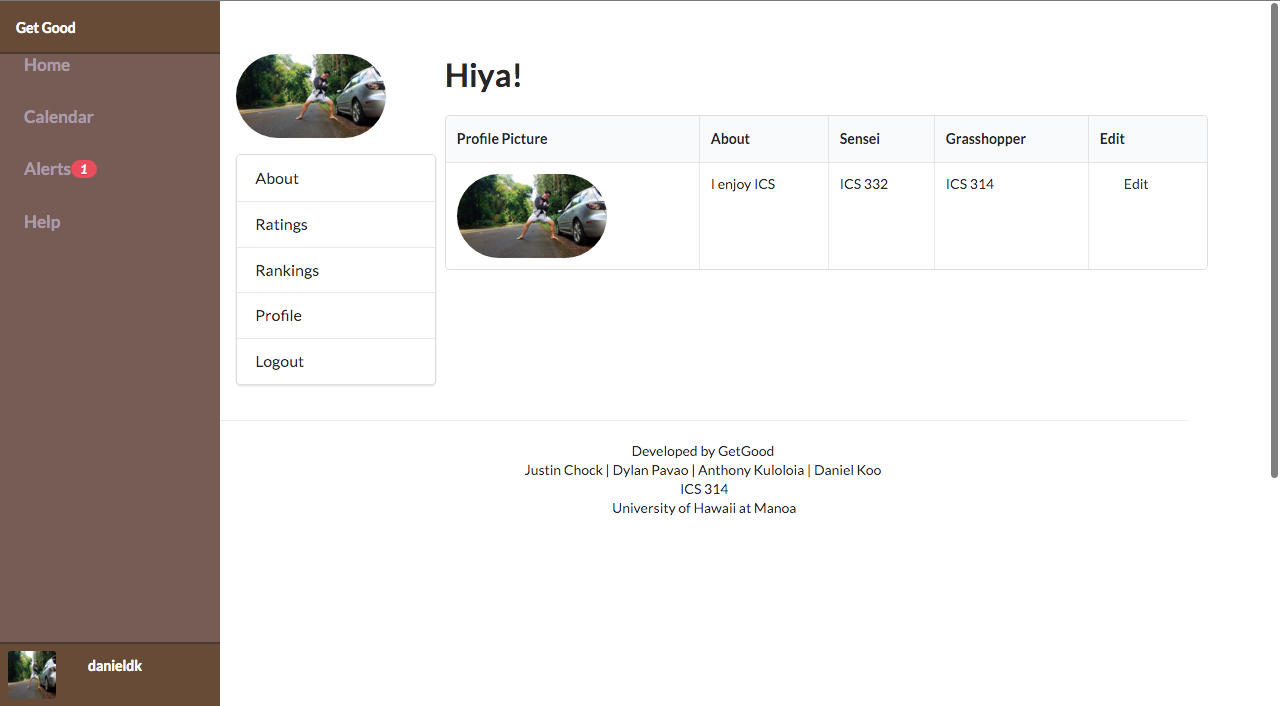 Get Good
Home
Calendar
Alerts 1
Help
danieldk
About
Ratings
Rankings
Profile
Logout
Hiya!
Profile Picture About Sensei Grasshopper Edit
I enjoy ICS ICS 332 ICS 314 Edit
Developed by GetGood
Justin Chock | Dylan Pavao | Anthony Kuloloia | Daniel Koo
ICS 314
University of Hawaii at Manoa